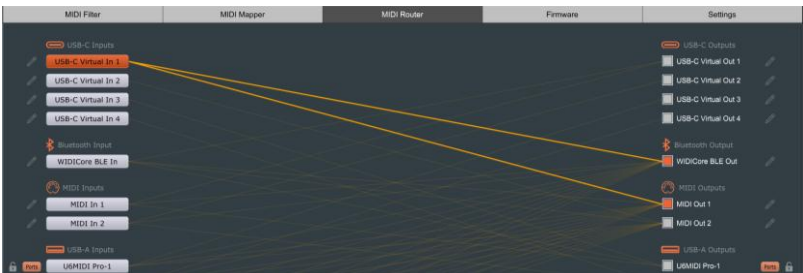 MIDI Filter MIDI Mapper MIDI Router Firmware Settings
USB-C Inputs USB-C Outputs
USB-C Virtual In 1 USB-C Virtual Out 1
USB-C Virtual In 2 USB-C Virtual Out 2
USB-C Virtual In 3 USB-C Virtual Out 3
USB-C Virtual In 4 USB-C Virtual Out 4
Bluetooth Input Bluetooth Output
WIDICore BLE In WIDICore BLE Out
MIDI Inputs MIDI Outputs
MIDI In 1 MIDI Out 1
MIDI In 2 MIDI Out 2
USB-A Inputs USB-A Outputs
Ports U6MIDI Pro-1 U6MIDI Pro-1 Ports